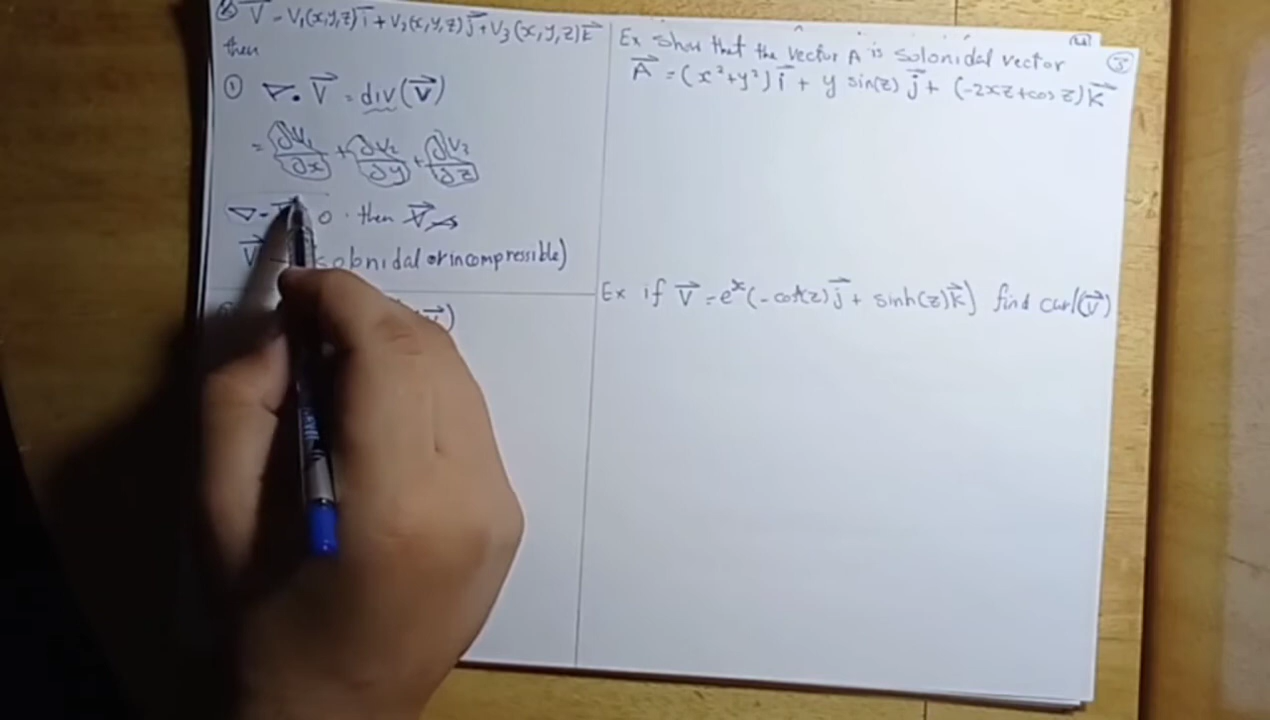 V⃗ = V₁(x,y,z)i⃗ + V₂(x,y,z)j⃗ + V₃(x,y,z)k⃗
then
① ∇. V⃗ = div(V⃗)
= ∂V₁/∂x + ∂V₂/∂y + ∂V₃/∂z
∇. 0 . then V⃗
V⃗ solonidal or incompressible)
(V⃗)
Ex Show that the vector A is solonidal vector
A⃗ = (x²+y²)i⃗ + y sin(z) j⃗ + (-2xz+cos z)k⃗
Ex if V⃗ = eˣ( )j⃗ + sinh(z)k⃗) find curl(V⃗)